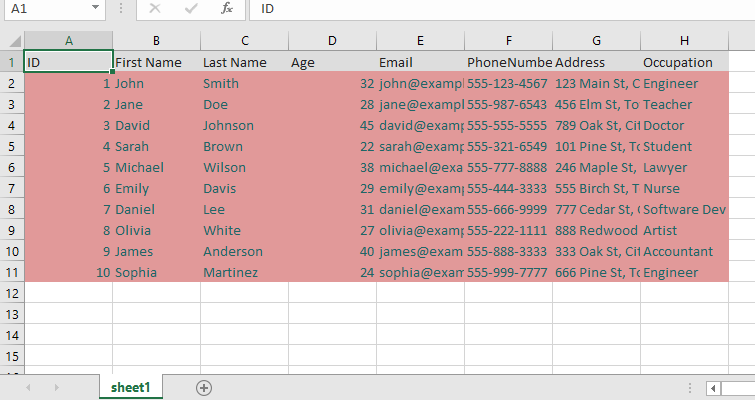 A1 fx ID
A B C D E F G H
1 ID First Name Last Name Age Email PhoneNumbe Address Occupation
2 1 John Smith 32 john@exampl 555-123-4567 123 Main St, C Engineer
3 2 Jane Doe 28 jane@exampl 555-987-6543 456 Elm St, To Teacher
4 3 David Johnson 45 david@examp 555-555-5555 789 Oak St, Cit Doctor
5 4 Sarah Brown 22 sarah@examp 555-321-6549 101 Pine St, To Student
6 5 Michael Wilson 38 michael@exa 555-777-8888 246 Maple St, Lawyer
7 6 Emily Davis 29 emily@examp 555-444-3333 555 Birch St, T Nurse
8 7 Daniel Lee 31 daniel@exam 555-666-9999 777 Cedar St, Software Dev
9 8 Olivia White 27 olivia@examp 555-222-1111 888 Redwood Artist
10 9 James Anderson 40 james@exam 555-888-3333 333 Oak St, Cit Accountant
11 10 Sophia Martinez 24 sophia@exam 555-999-7777 666 Pine St, To Engineer
12
13
14
15
sheet1